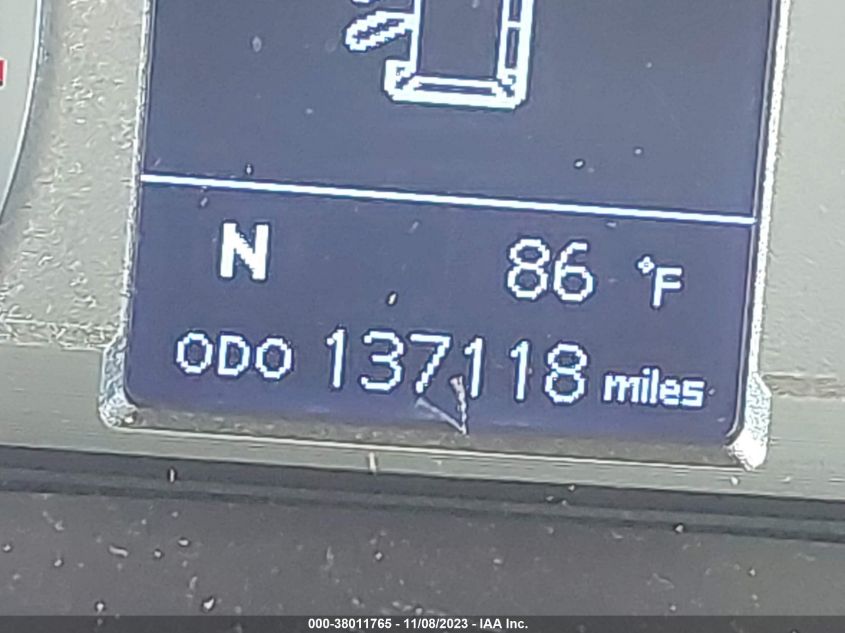 N 86 °F
ODO 137118 miles
000-38011765 - 11/08/2023 - IAA Inc.